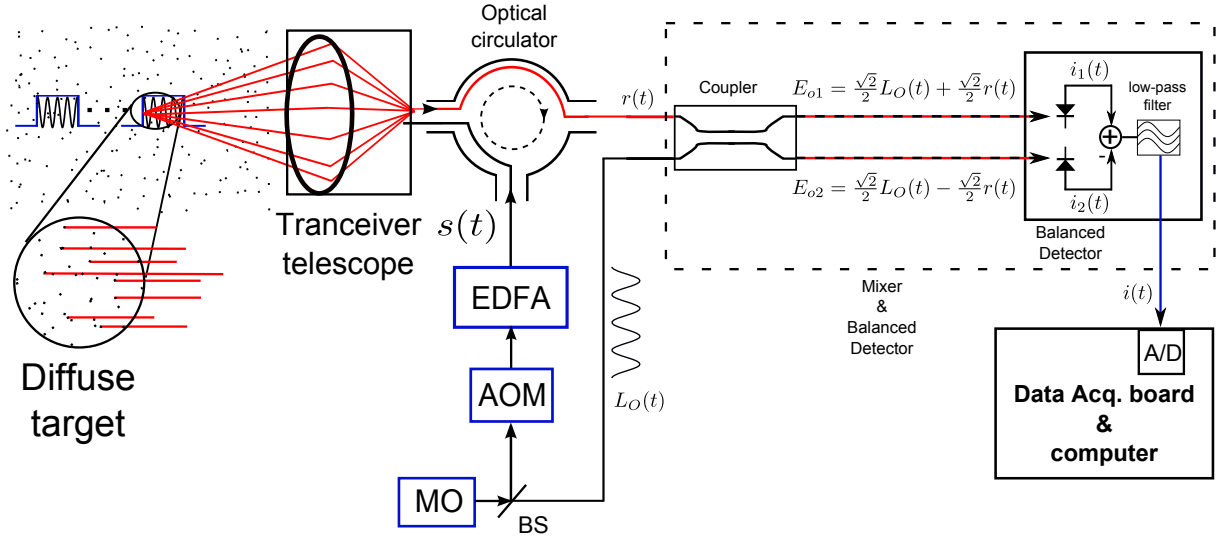 Optical
circulator
r(t)
Coupler
E_{o1} = \frac{\sqrt{2}}{2} L_O(t) + \frac{\sqrt{2}}{2} r(t)
E_{o2} = \frac{\sqrt{2}}{2} L_O(t) - \frac{\sqrt{2}}{2} r(t)
i_1(t)
low-pass
filter
+
-
i_2(t)
Balanced
Detector
Tranceiver
telescope
s(t)
EDFA
AOM
MO
BS
L_O(t)
Mixer
&
Balanced
Detector
i(t)
A/D
Data Acq. board
&
computer
Diffuse
target